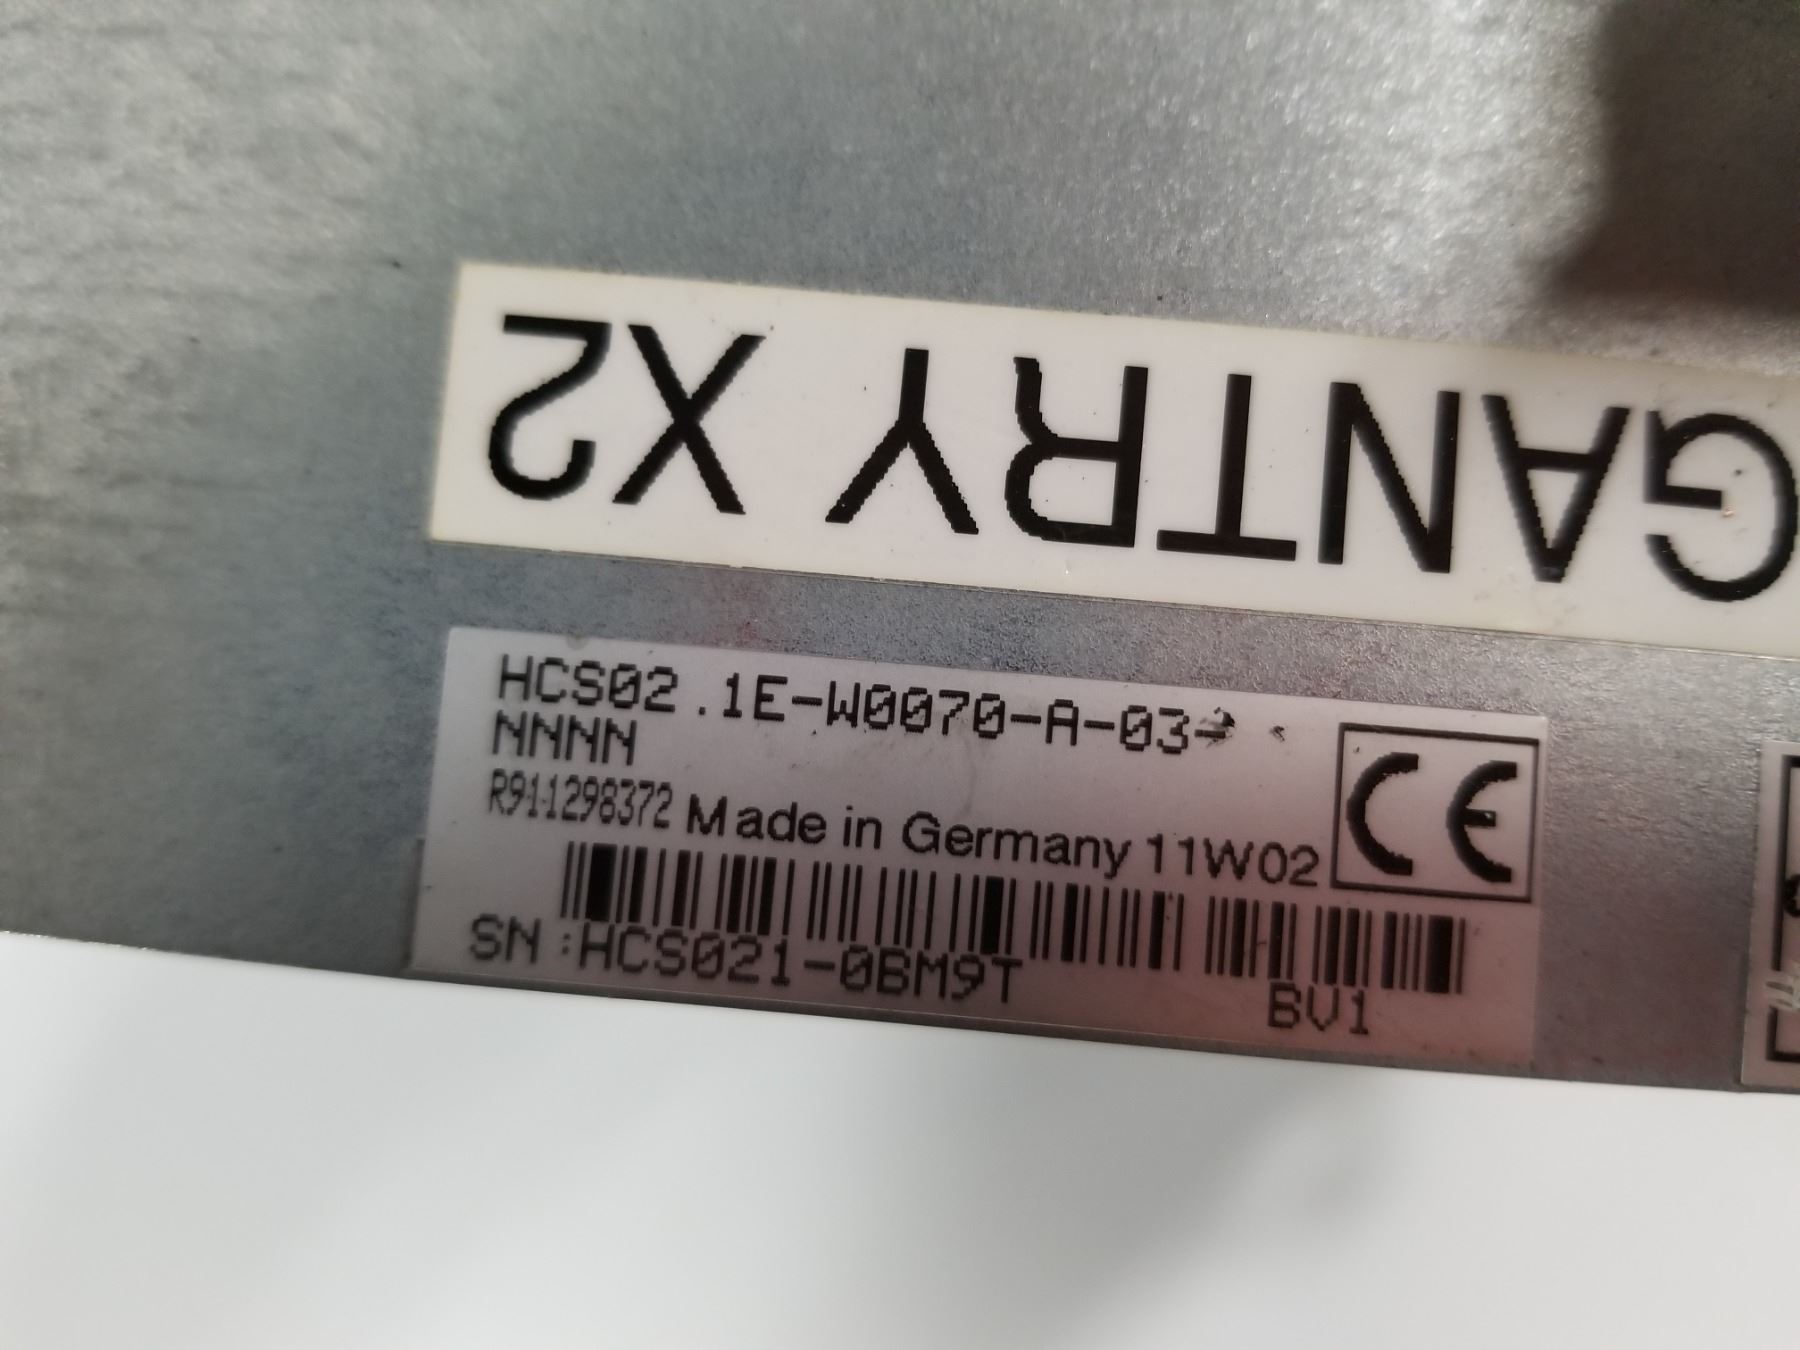 GANTRY X2
HCS02.1E-W0070-A-03-
NNNN
R911298372 Made in Germany 11W02
CE
SN:HCS021-0BM9T BV1